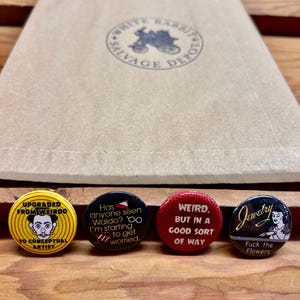 WHITE RABBIT
SALVAGE DEPOT
UPGRADED
FROM WEIRDO
TO CONCEPTUAL
ARTIST
Has
anyone seen
Waldo?
I'm starting
to get
worried.
WEIRD,
BUT IN A
GOOD SORT
OF WAY
Jewelry
Fuck the
Flowers